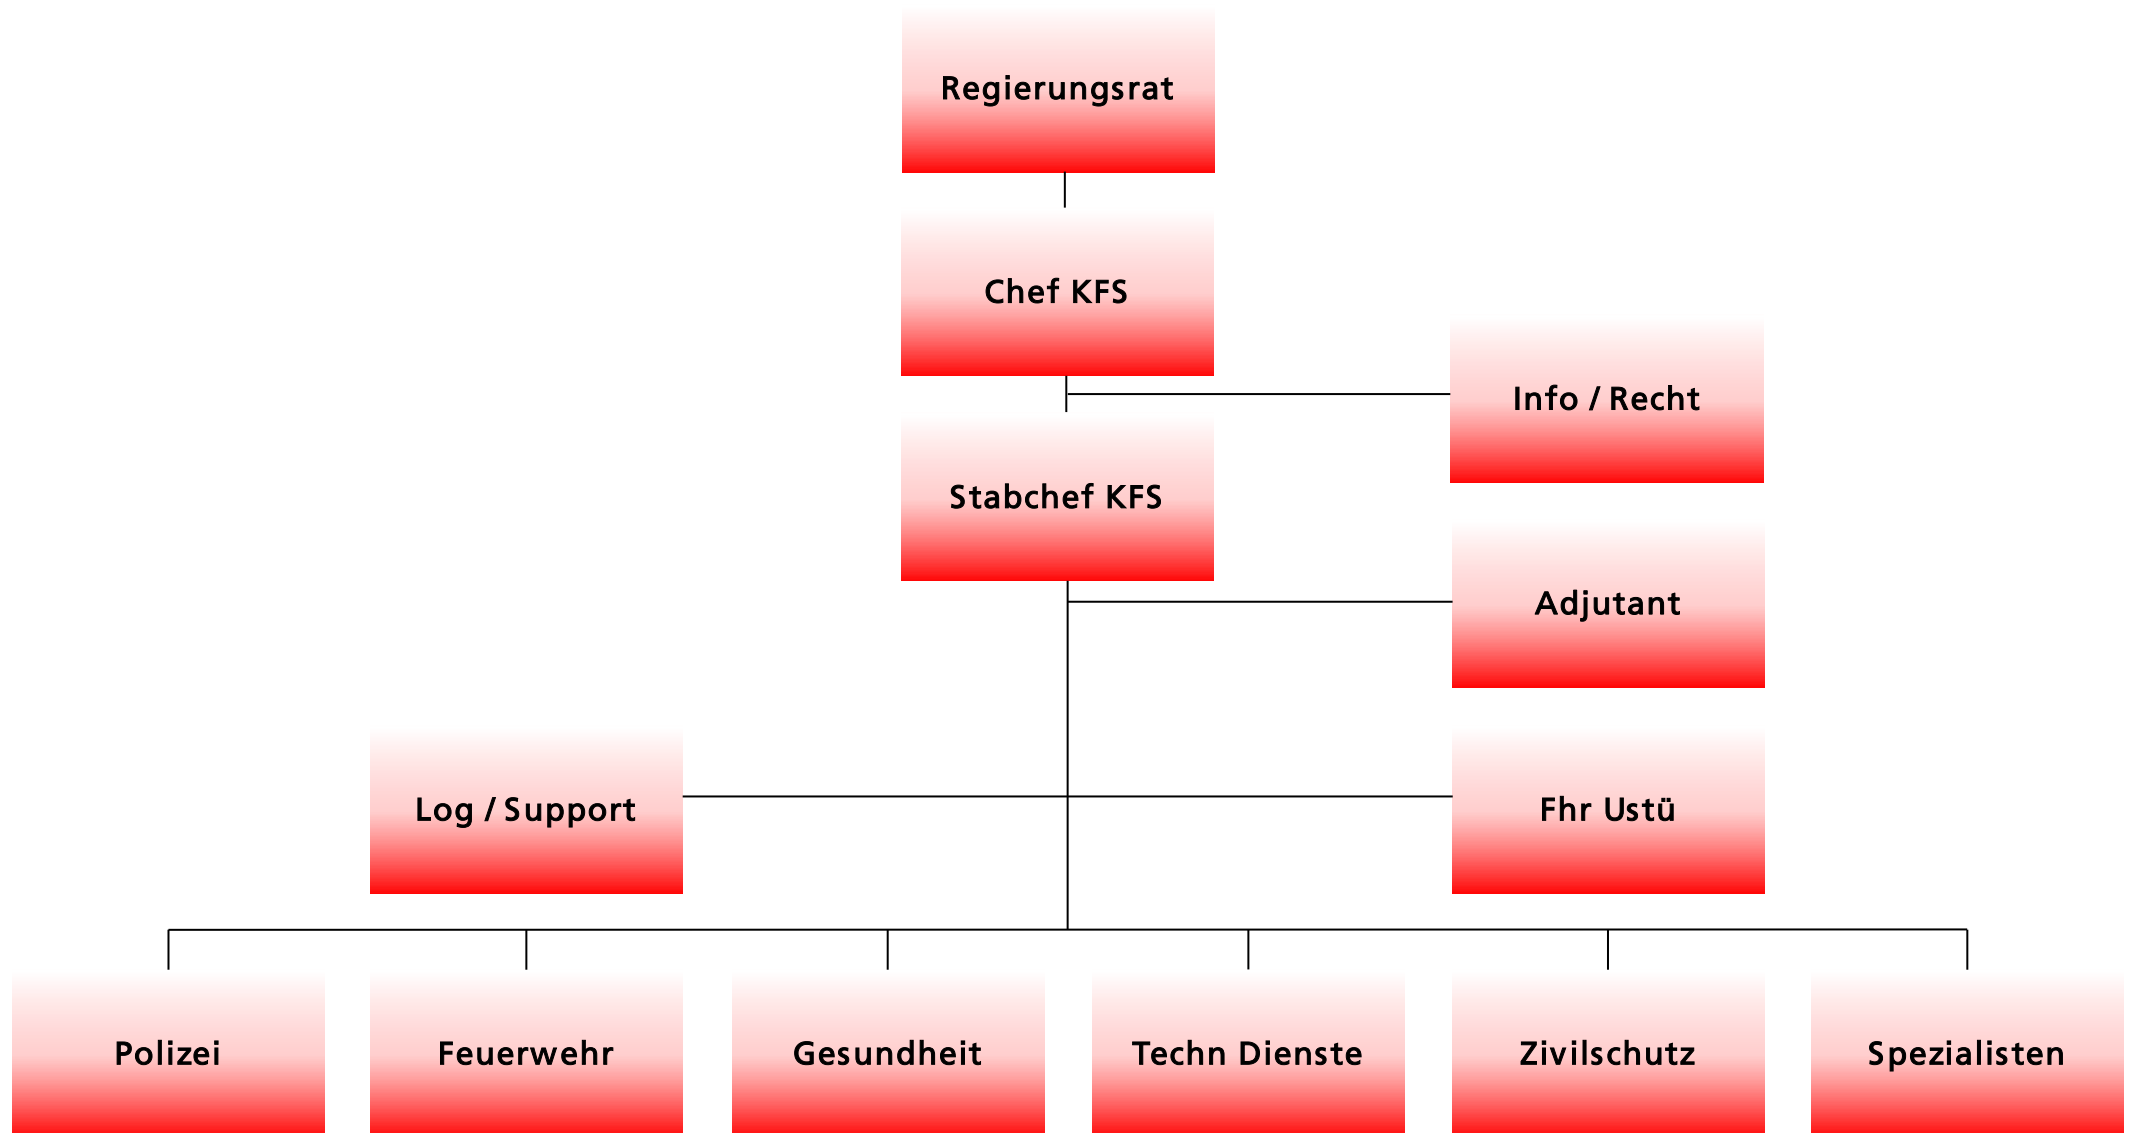 Regierungsrat
Chef KFS
Info / Recht
Stabchef KFS
Adjutant
Log / Support
Fhr Ustü
Polizei
Feuerwehr
Gesundheit
Techn Dienste
Zivilschutz
Spezialisten